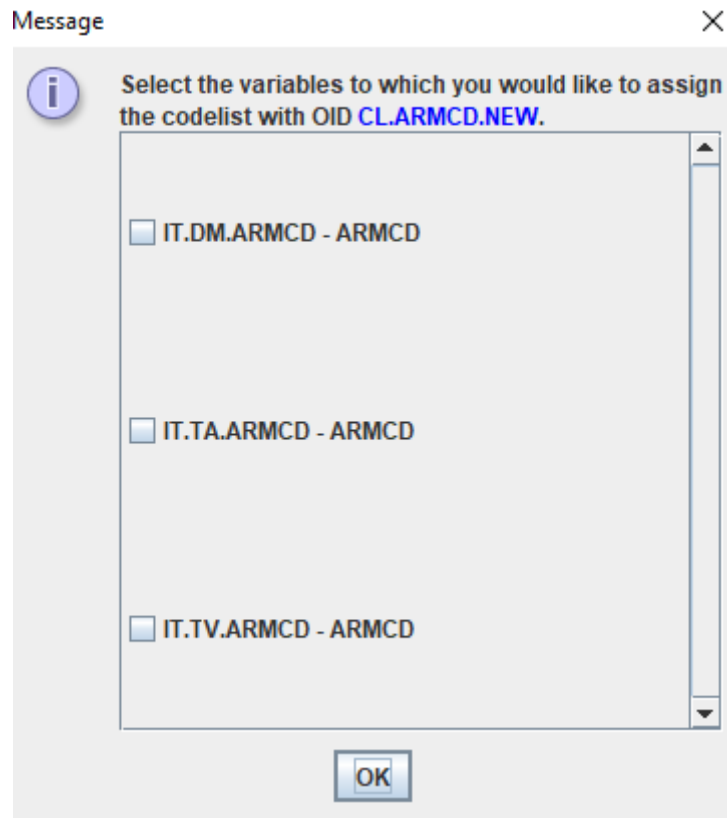 Message
Select the variables to which you would like to assign
the codelist with OID CL.ARMCD.NEW.
IT.DM.ARMCD - ARMCD
IT.TA.ARMCD - ARMCD
IT.TV.ARMCD - ARMCD
OK